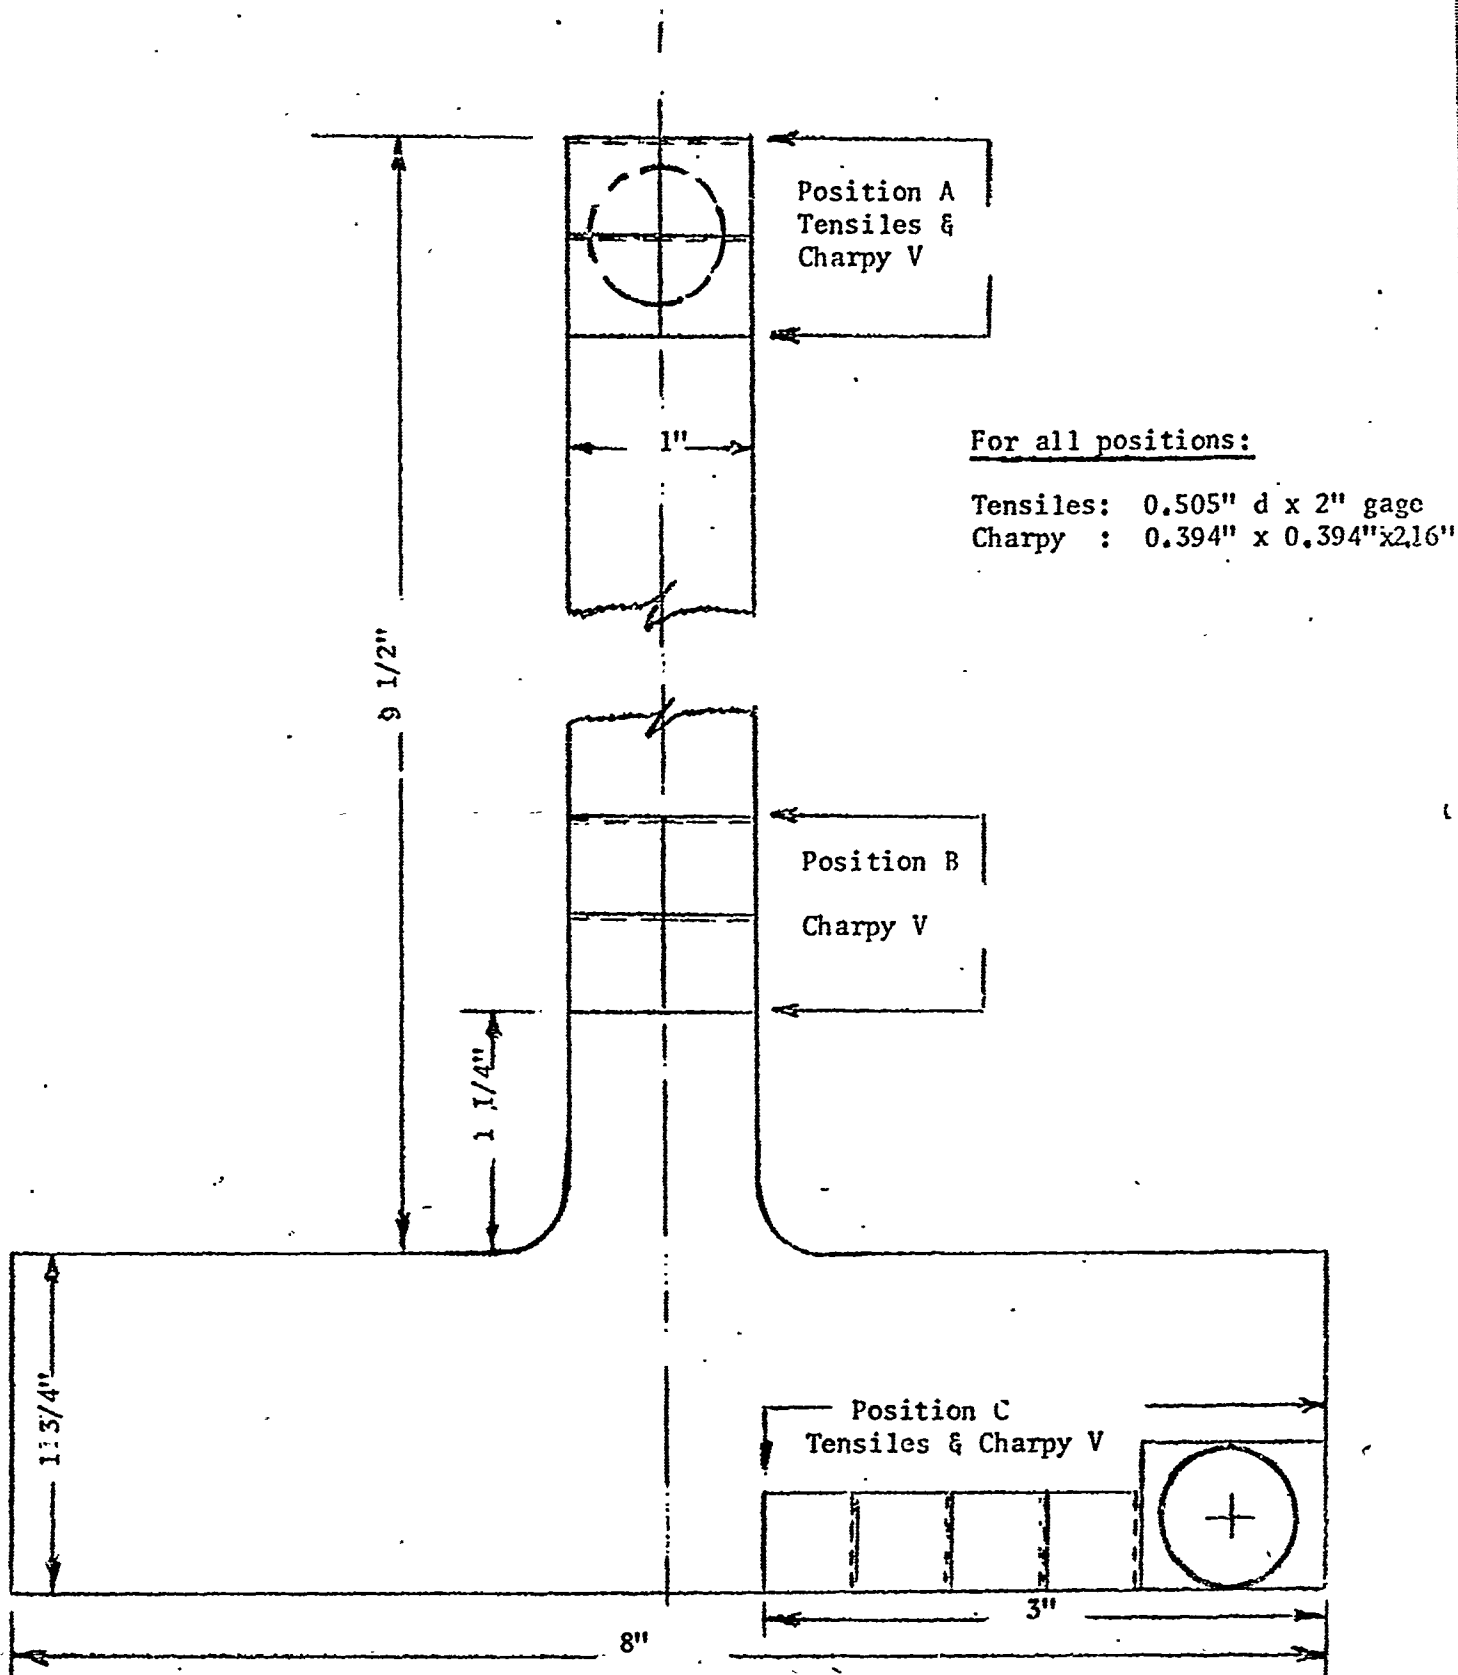 Position A
Tensiles &
Charpy V
1"
For all positions:
Tensiles: 0.505" d x 2" gage
Charpy : 0.394" x 0.394"x2.16"
9 1/2"
Position B
Charpy V
1 1/4"
1 3/4"
Position C
Tensiles & Charpy V
3"
8"